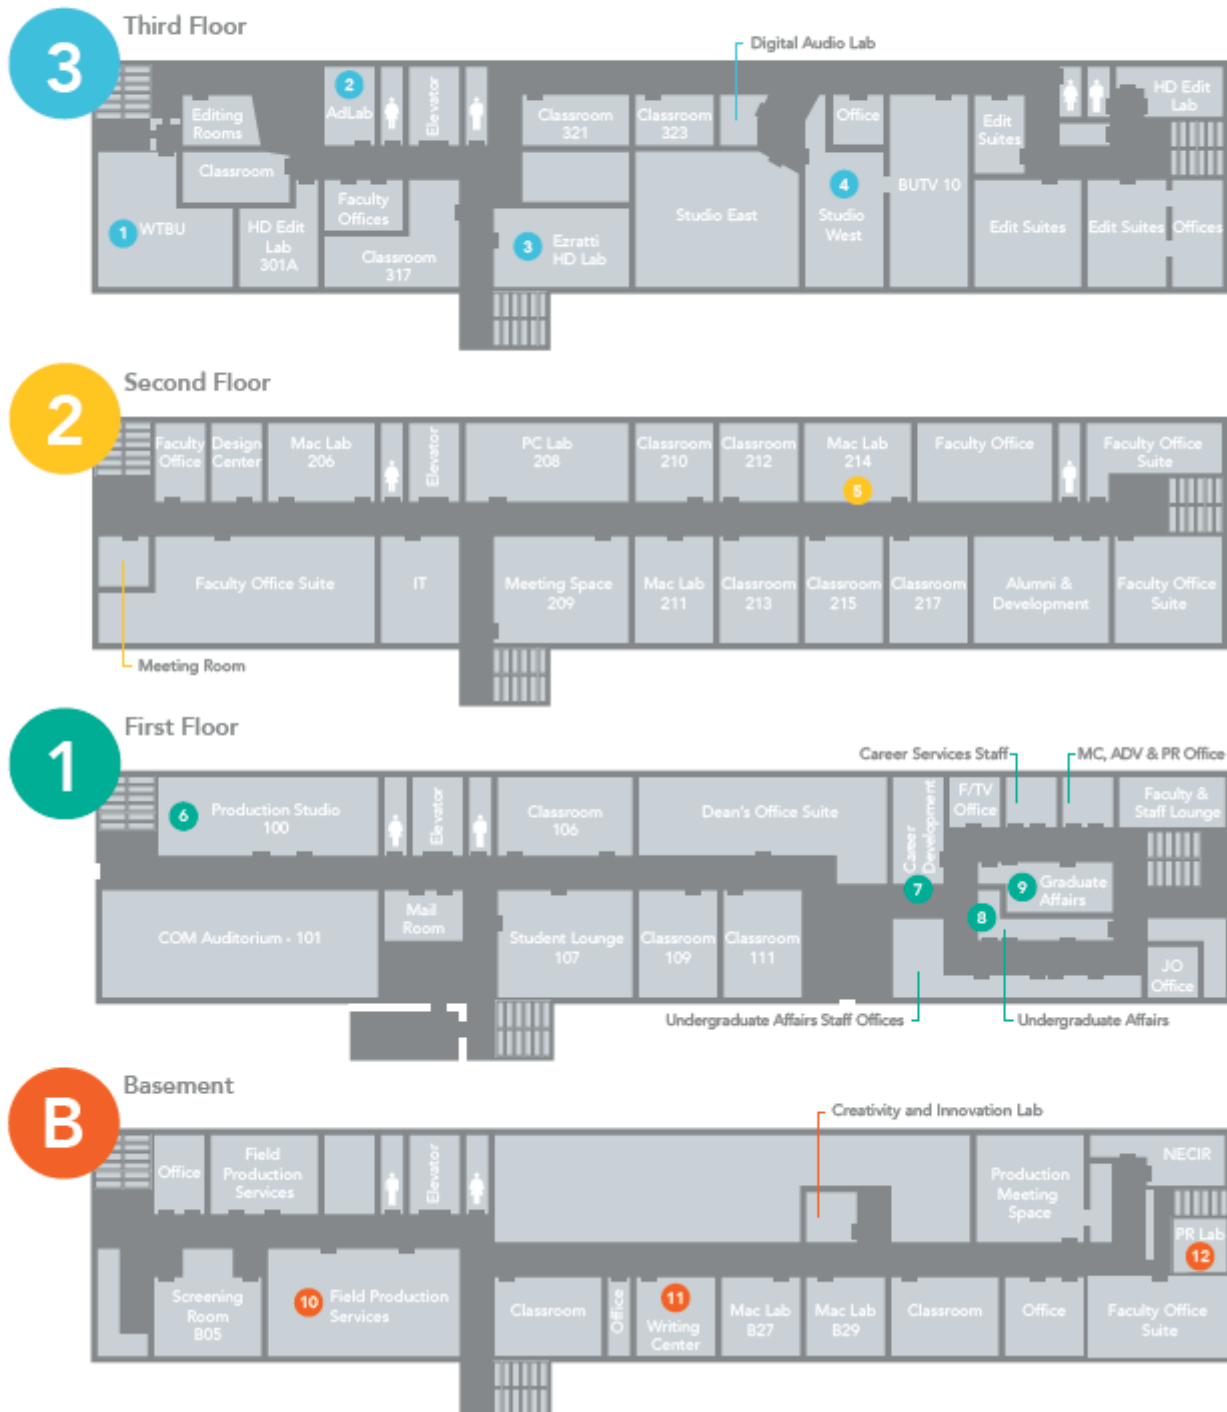 Third Floor
3
Digital Audio Lab
2
AdLab
Elevator
Editing
Rooms
Classroom
321
Classroom
323
Office
Edit
Suites
HD Edit
Lab
Classroom
Faculty
Offices
Studio East
4
Studio
West
BUTV 10
1
WTBU
HD Edit
Lab
301A
Classroom
317
3
Ezratti
HD Lab
Edit Suites
Edit Suites
Offices
Second Floor
2
Faculty
Office
Design
Center
Mac Lab
206
Elevator
PC Lab
208
Classroom
210
Classroom
212
Mac Lab
214
5
Faculty Office
Faculty Office
Suite
Faculty Office Suite
IT
Meeting Space
209
Mac Lab
211
Classroom
213
Classroom
215
Classroom
217
Alumni &
Development
Faculty Office
Suite
Meeting Room
First Floor
1
Career Services Staff
MC, ADV & PR Office
6
Production Studio
100
Elevator
Classroom
106
Dean's Office Suite
Career
Development
7
F/TV
Office
Faculty &
Staff Lounge
9
Graduate
Affairs
8
COM Auditorium - 101
Mail
Room
Student Lounge
107
Classroom
109
Classroom
111
JO
Office
Undergraduate Affairs Staff Offices
Undergraduate Affairs
Basement
B
Creativity and Innovation Lab
Office
Field
Production
Services
Elevator
Production
Meeting
Space
NECIR
PR Lab
12
Screening
Room
B05
10
Field Production
Services
Classroom
Office
11
Writing
Center
Mac Lab
B27
Mac Lab
B29
Classroom
Office
Faculty Office
Suite